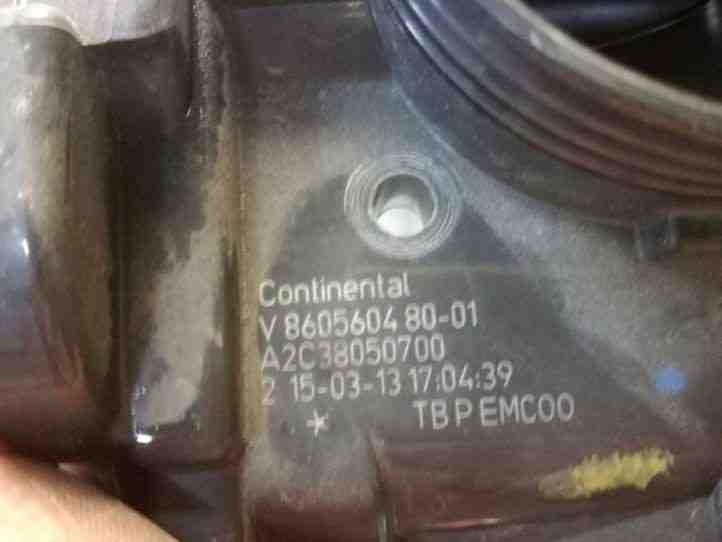 Continental
V 8605604 80-01
A2C38050700
2 15-03-13 17:04:39
TB P EMC00